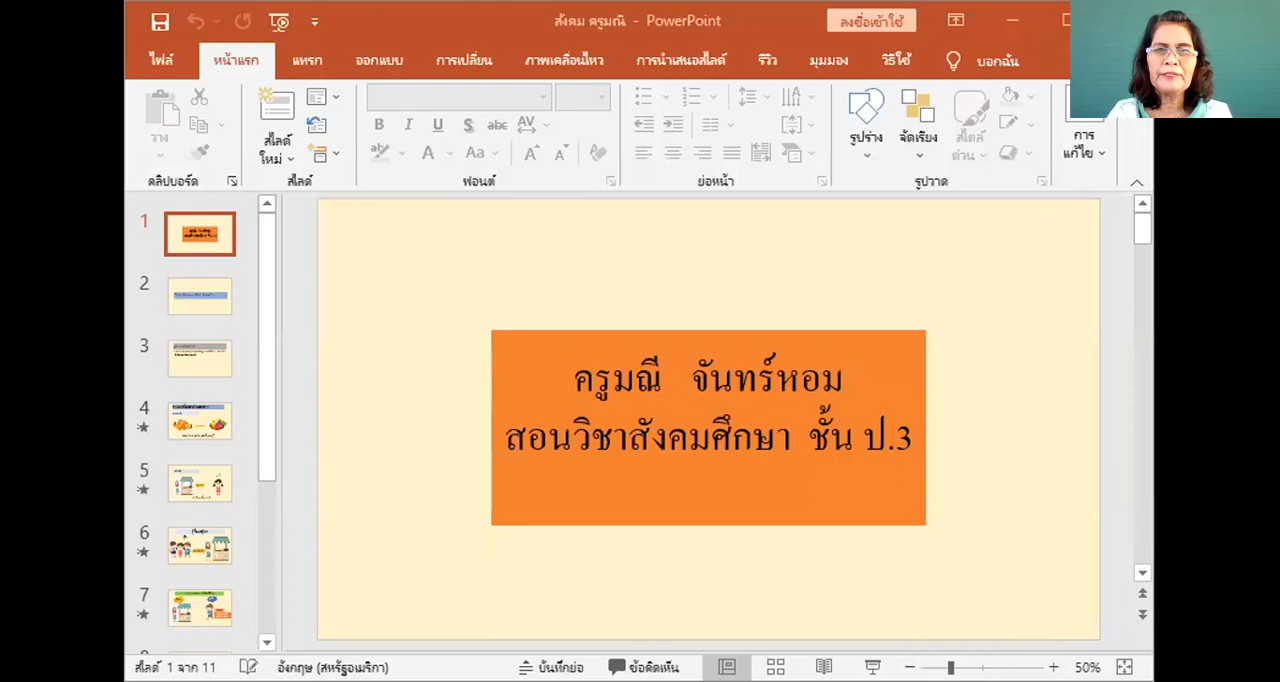 สังคม ครูมณี - PowerPoint
ลงชื่อเข้าใช้
ไฟล์ หน้าแรก แทรก ออกแบบ การเปลี่ยน ภาพเคลื่อนไหว การนำเสนอสไลด์ รีวิว มุมมอง วิธีใช้ บอกฉัน
วาง
สไลด์
ใหม่
B I U S abc AV
A Aa A A
รูปร่าง จัดเรียง สไตล์
ด่วน
การ
แก้ไข
คลิปบอร์ด สไลด์ ฟอนต์ ย่อหน้า รูปวาด
1
2
3
4
5
6
7
ครูมณี จันทร์หอม
สอนวิชาสังคมศึกษา ชั้น ป.3
สไลด์ 1 จาก 11 อังกฤษ (สหรัฐอเมริกา) บันทึกย่อ ข้อคิดเห็น 50%